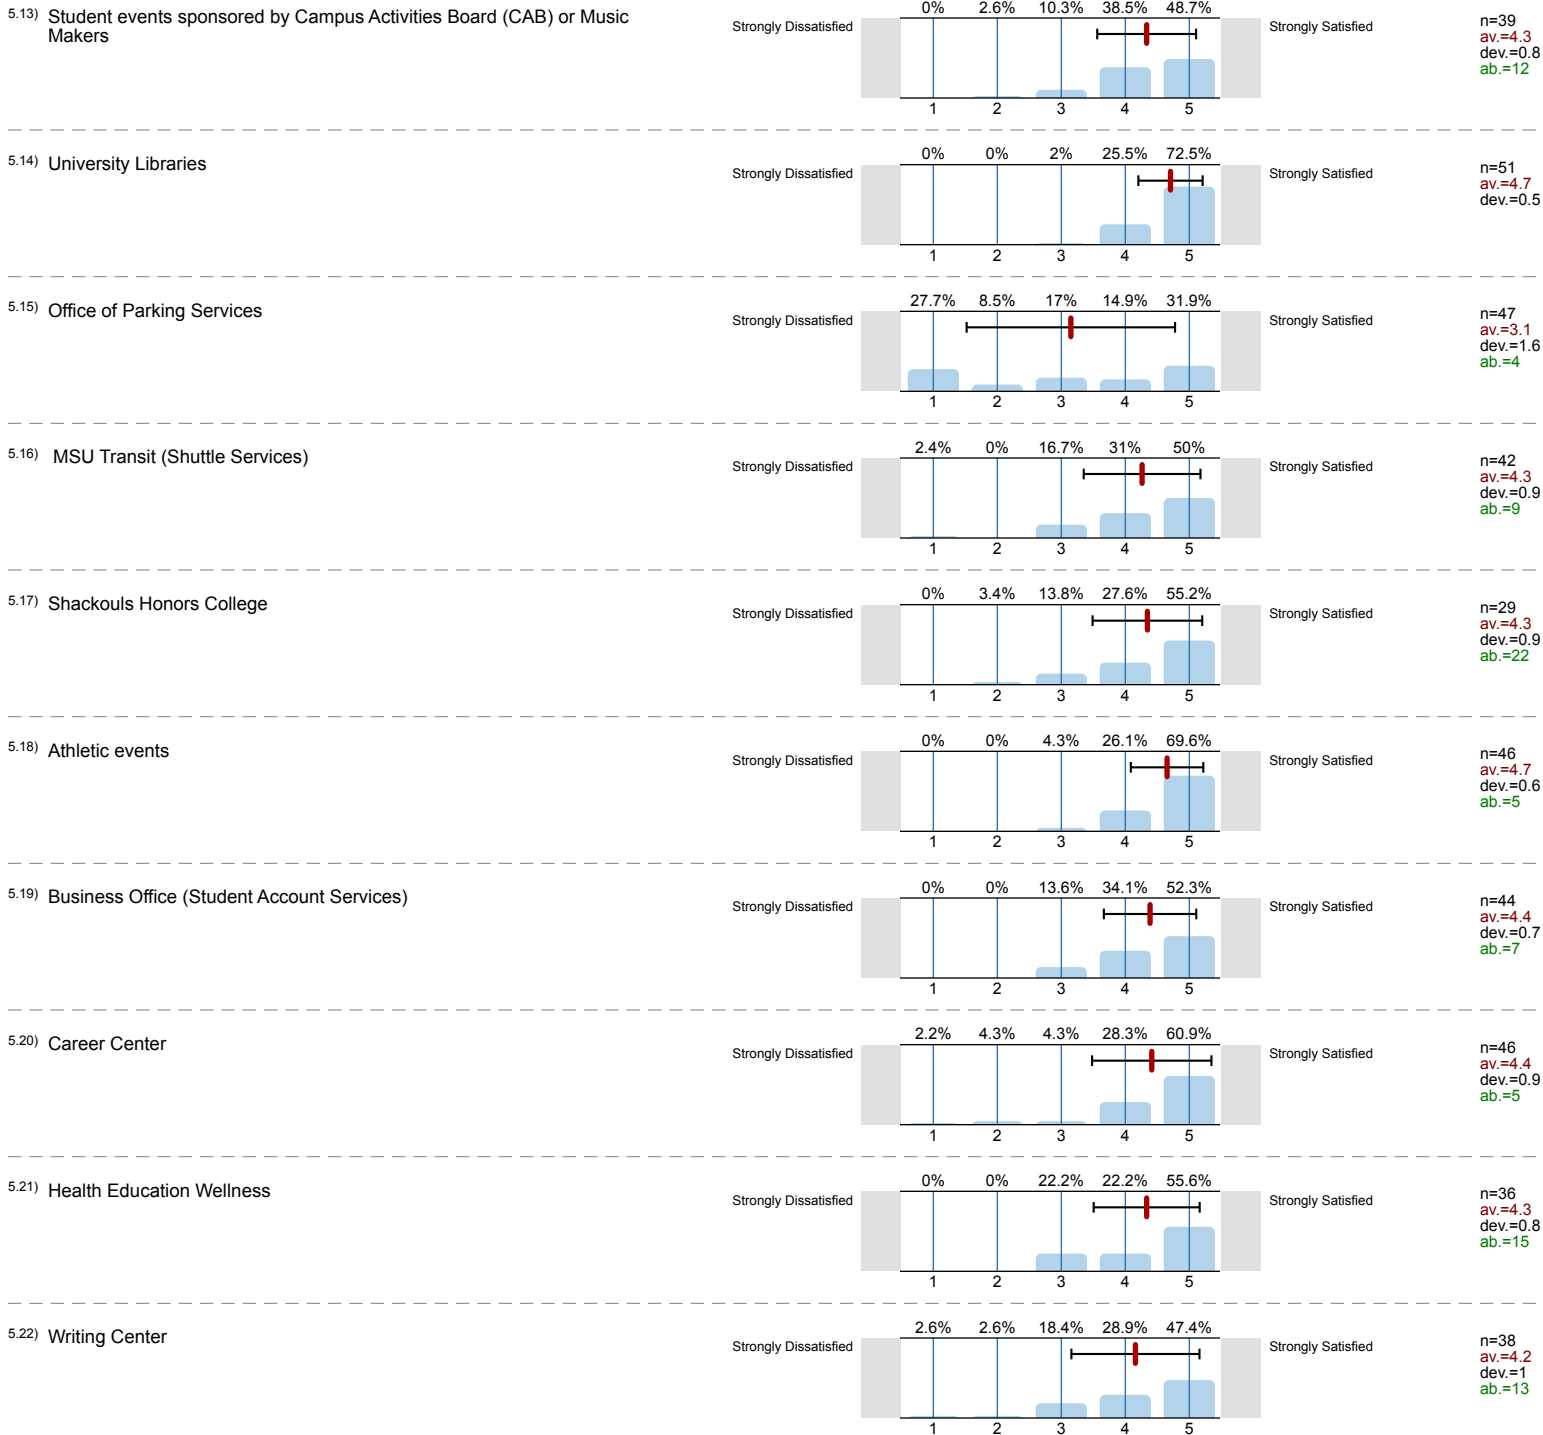 5.13) Student events sponsored by Campus Activities Board (CAB) or Music
Makers
0% 2.6% 10.3% 38.5% 48.7%
Strongly Dissatisfied Strongly Satisfied
n=39
av.=4.3
dev.=0.8
ab.=12
1 2 3 4 5
5.14) University Libraries
0% 0% 2% 25.5% 72.5%
Strongly Dissatisfied Strongly Satisfied
n=51
av.=4.7
dev.=0.5
1 2 3 4 5
5.15) Office of Parking Services
27.7% 8.5% 17% 14.9% 31.9%
Strongly Dissatisfied Strongly Satisfied
n=47
av.=3.1
dev.=1.6
ab.=4
1 2 3 4 5
5.16) MSU Transit (Shuttle Services)
2.4% 0% 16.7% 31% 50%
Strongly Dissatisfied Strongly Satisfied
n=42
av.=4.3
dev.=0.9
ab.=9
1 2 3 4 5
5.17) Shackouls Honors College
0% 3.4% 13.8% 27.6% 55.2%
Strongly Dissatisfied Strongly Satisfied
n=29
av.=4.3
dev.=0.9
ab.=22
1 2 3 4 5
5.18) Athletic events
0% 0% 4.3% 26.1% 69.6%
Strongly Dissatisfied Strongly Satisfied
n=46
av.=4.7
dev.=0.6
ab.=5
1 2 3 4 5
5.19) Business Office (Student Account Services)
0% 0% 13.6% 34.1% 52.3%
Strongly Dissatisfied Strongly Satisfied
n=44
av.=4.4
dev.=0.7
ab.=7
1 2 3 4 5
5.20) Career Center
2.2% 4.3% 4.3% 28.3% 60.9%
Strongly Dissatisfied Strongly Satisfied
n=46
av.=4.4
dev.=0.9
ab.=5
1 2 3 4 5
5.21) Health Education Wellness
0% 0% 22.2% 22.2% 55.6%
Strongly Dissatisfied Strongly Satisfied
n=36
av.=4.3
dev.=0.8
ab.=15
1 2 3 4 5
5.22) Writing Center
2.6% 2.6% 18.4% 28.9% 47.4%
Strongly Dissatisfied Strongly Satisfied
n=38
av.=4.2
dev.=1
ab.=13
1 2 3 4 5